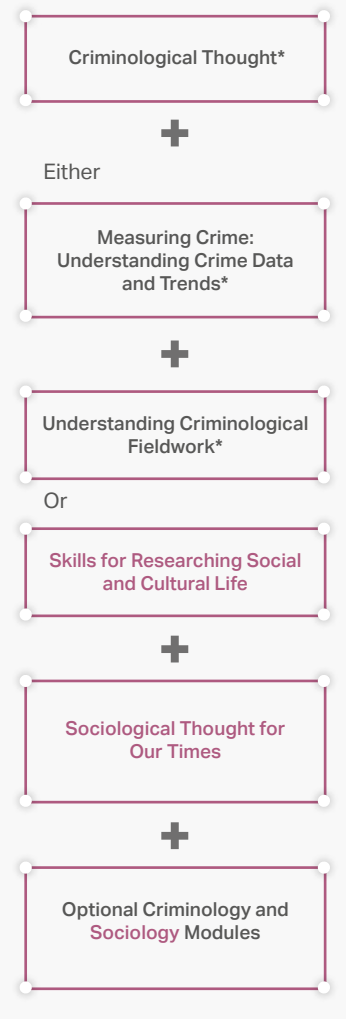 Criminological Thought*
+
Either
Measuring Crime:
Understanding Crime Data
and Trends*
+
Understanding Criminological
Fieldwork*
Or
Skills for Researching Social
and Cultural Life
+
Sociological Thought for
Our Times
+
Optional Criminology and
Sociology Modules